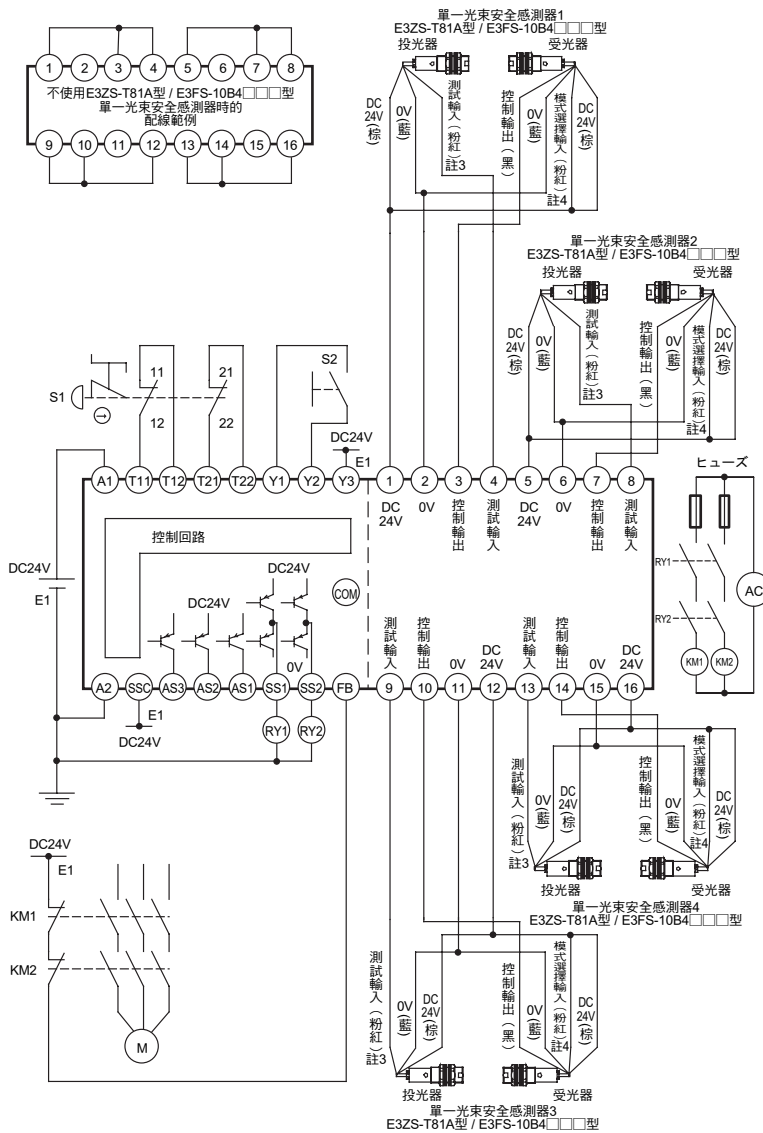 單一光束安全感測器1
E3ZS-T81A型 / E3FS-10B4□□□型
投光器
受光器
DC 24V (棕)
0V (藍)
測試輸入 (粉紅) 註3
控制輸出 (黑)
0V (藍)
模式選擇輸入 (粉紅) 註4
DC 24V (棕)
1 2 3 4 5 6 7 8
不使用E3ZS-T81A型 / E3FS-10B4□□□型
單一光束安全感測器時的
配線範例
9 10 11 12 13 14 15 16
單一光束安全感測器2
E3ZS-T81A型 / E3FS-10B4□□□型
投光器
受光器
DC 24V (棕)
0V (藍)
測試輸入 (粉紅) 註3
控制輸出 (黑)
0V (藍)
模式選擇輸入 (粉紅) 註4
DC 24V (棕)
S1
11
12
21
22
S2
DC24V
E1
A1 T11 T12 T21 T22 Y1 Y2 Y3 1 2 3 4 5 6 7 8
DC 24V
0V
控制輸出
測試輸入
DC 24V
0V
控制輸出
測試輸入
ヒューズ
控制回路
DC24V
E1
COM
DC24V
DC24V
0V
RY1
RY2
AC
KM1
KM2
測試輸入
控制輸出
0V
DC 24V
測試輸入
控制輸出
0V
DC 24V
A2 SSC AS3 AS2 AS1 SS1 SS2 FB 9 10 11 12 13 14 15 16
E1
DC24V
RY1
RY2
測試輸入 (粉紅) 註3
0V (藍)
DC 24V (棕)
控制輸出 (黑)
0V (藍)
模式選擇輸入 (粉紅) 註4
DC 24V (棕)
投光器
受光器
單一光束安全感測器4
E3ZS-T81A型 / E3FS-10B4□□□型
DC24V
E1
KM1
KM2
M
測試輸入 (粉紅) 註3
0V (藍)
DC 24V (棕)
控制輸出 (黑)
0V (藍)
模式選擇輸入 (粉紅) 註4
DC 24V (棕)
投光器
受光器
單一光束安全感測器3
E3ZS-T81A型 / E3FS-10B4□□□型